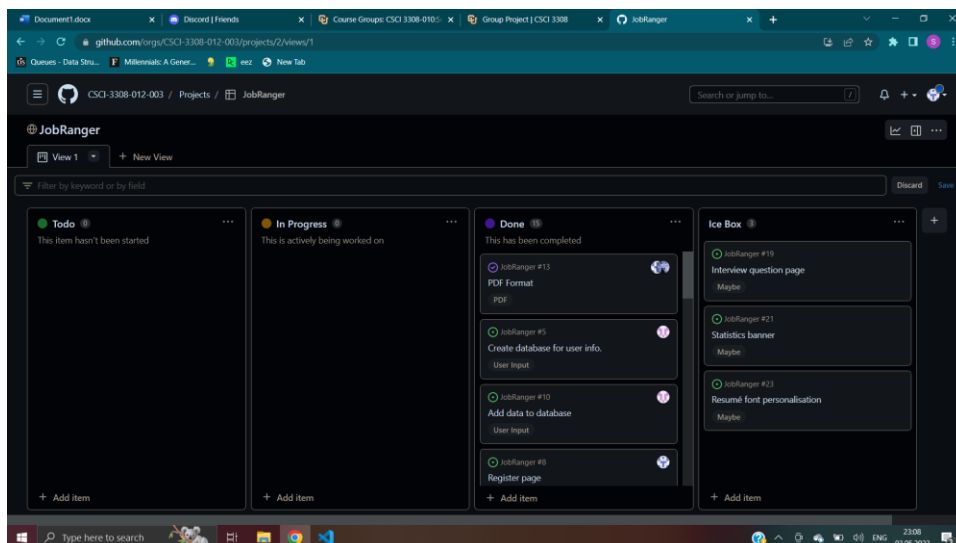 Document1.docx
Discord | Friends
Course Groups: CSCI 3308-010:S
Group Project | CSCI 3308
JobRanger
github.com/orgs/CSCI-3308-012-003/projects/2/views/1
Queues - Data Stru...
Millennials: A Gener...
eez
New Tab
CSCI-3308-012-003 / Projects / JobRanger
Search or jump to...
JobRanger
View 1
+ New View
Filter by keyword or by field
Discard
Save
Todo 0
This item hasn't been started
+ Add item
In Progress 0
This is actively being worked on
+ Add item
Done 15
This has been completed
JobRanger #13
PDF Format
PDF
JobRanger #5
Create database for user info.
User Input
JobRanger #10
Add data to database
User Input
JobRanger #8
Register page
+ Add item
Ice Box 3
JobRanger #19
Interview question page
Maybe
JobRanger #21
Statistics banner
Maybe
JobRanger #23
Resumé font personalisation
Maybe
+ Add item
Type here to search
ENG
23:08